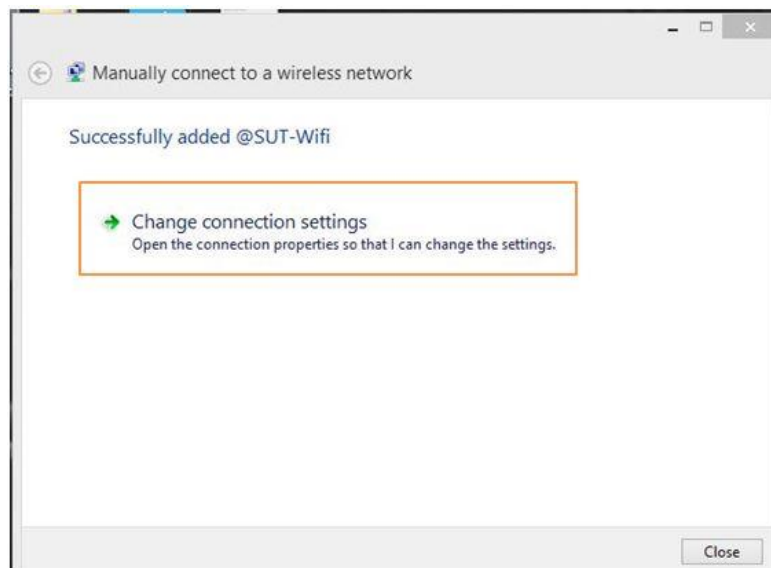 Manually connect to a wireless network
Successfully added @SUT-Wifi
Change connection settings
Open the connection properties so that I can change the settings.
Close